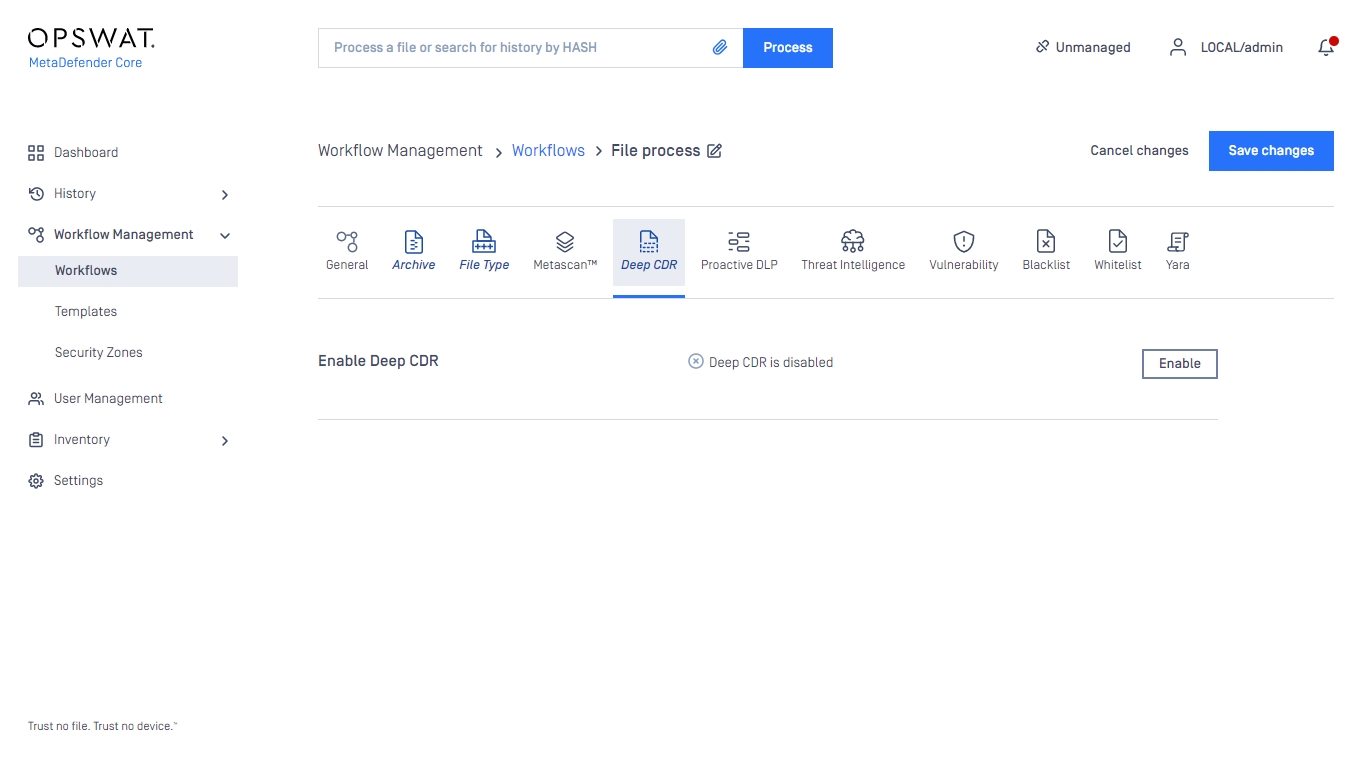 OPSWAT.
MetaDefender Core
Process a file or search for history by HASH
Process
Unmanaged
LOCAL/admin
Dashboard
History
Workflow Management
Workflows
Templates
Security Zones
User Management
Inventory
Settings
Workflow Management > Workflows > File process
Cancel changes
Save changes
General
Archive
File Type
Metascan™
Deep CDR
Proactive DLP
Threat Intelligence
Vulnerability
Blacklist
Whitelist
Yara
Enable Deep CDR
Deep CDR is disabled
Enable
Trust no file. Trust no device.™